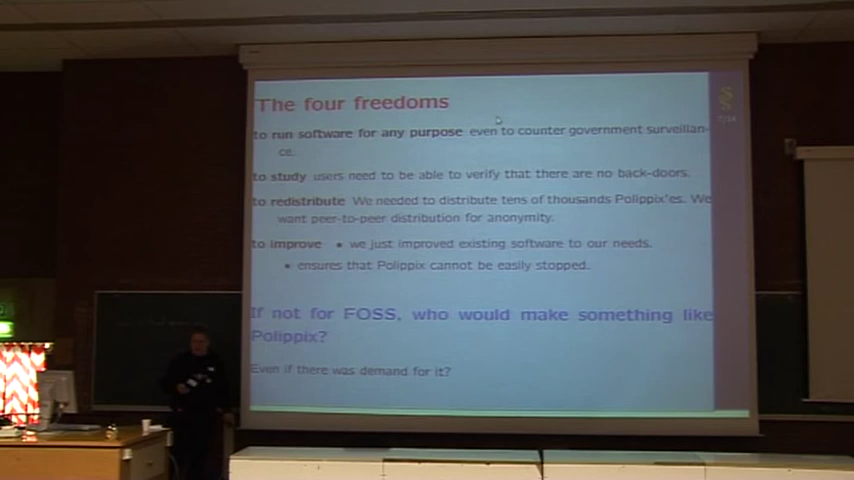 The four freedoms
7/14
to run software for any purpose even to counter government surveillan-
ce.
to study users need to be able to verify that there are no back-doors.
to redistribute We needed to distribute tens of thousands Polippix'es. We
want peer-to-peer distribution for anonymity.
to improve • we just improved existing software to our needs.
• ensures that Polippix cannot be easily stopped.
If not for FOSS, who would make something like
Polippix?
Even if there was demand for it?